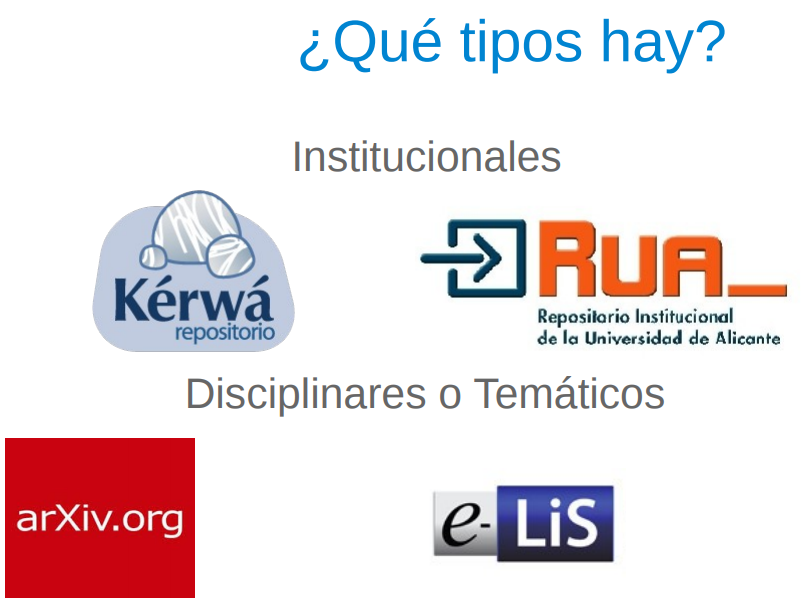 ¿Qué tipos hay?
Institucionales
Kérwá
repositorio
RUA_
Repositorio Institucional
de la Universidad de Alicante
Disciplinares o Temáticos
arXiv.org
e-LiS